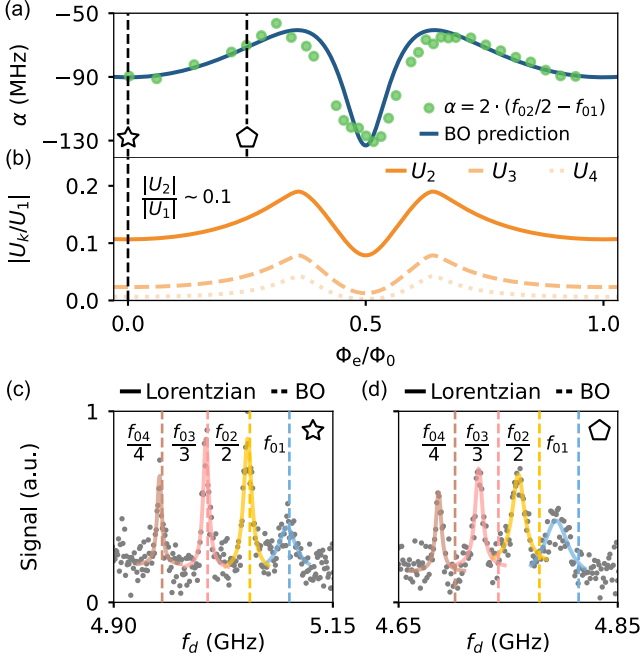 (a)
−50
−90
−130
α (MHz)
α = 2 · (f02/2 − f01)
BO prediction
(b)
|U2|
|U1| ~ 0.1
U2 U3 U4
0.2
0.1
0.0
|Uk/U1|
0.0 0.5 1.0
Φe/Φ0
(c) Lorentzian BO
(d) Lorentzian BO
1
0
Signal (a.u.)
f04/4 f03/3 f02/2 f01
f04/4 f03/3 f02/2 f01
4.90 5.15
fd (GHz)
4.65 4.85
fd (GHz)